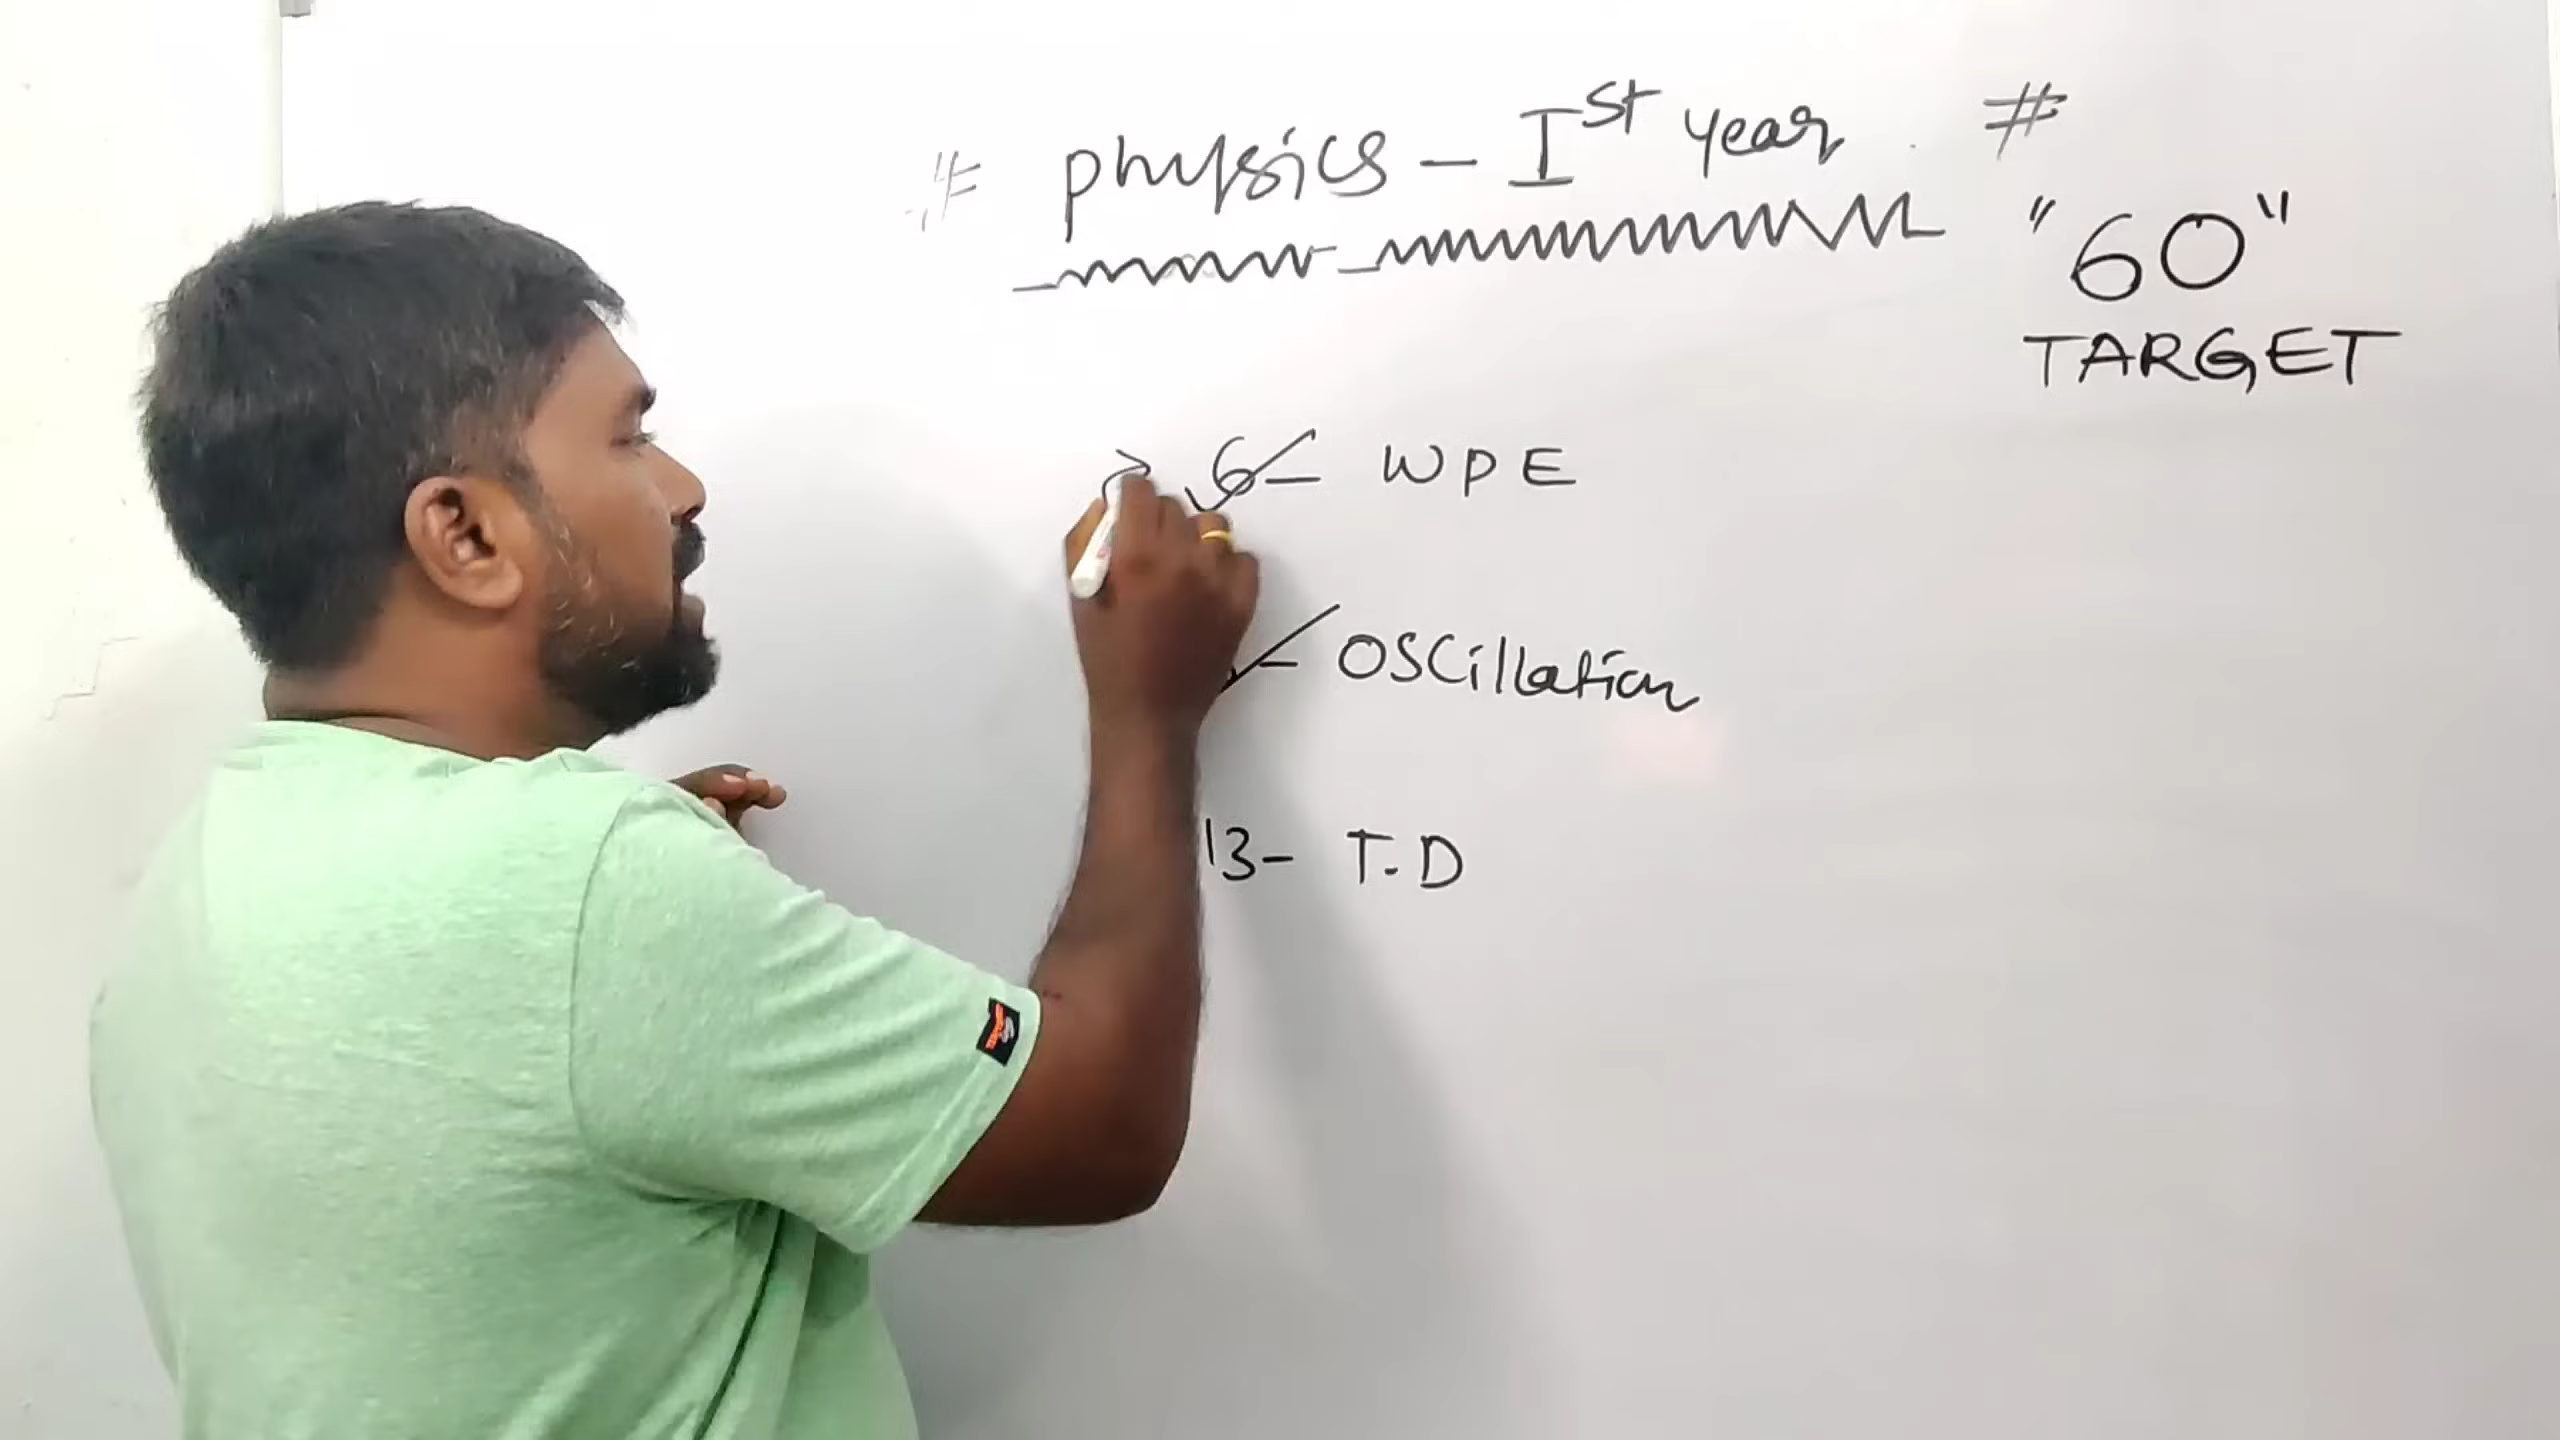 # Physics - Ist year #
"60"
TARGET
6- WPE
- OSCillation
13- T.D